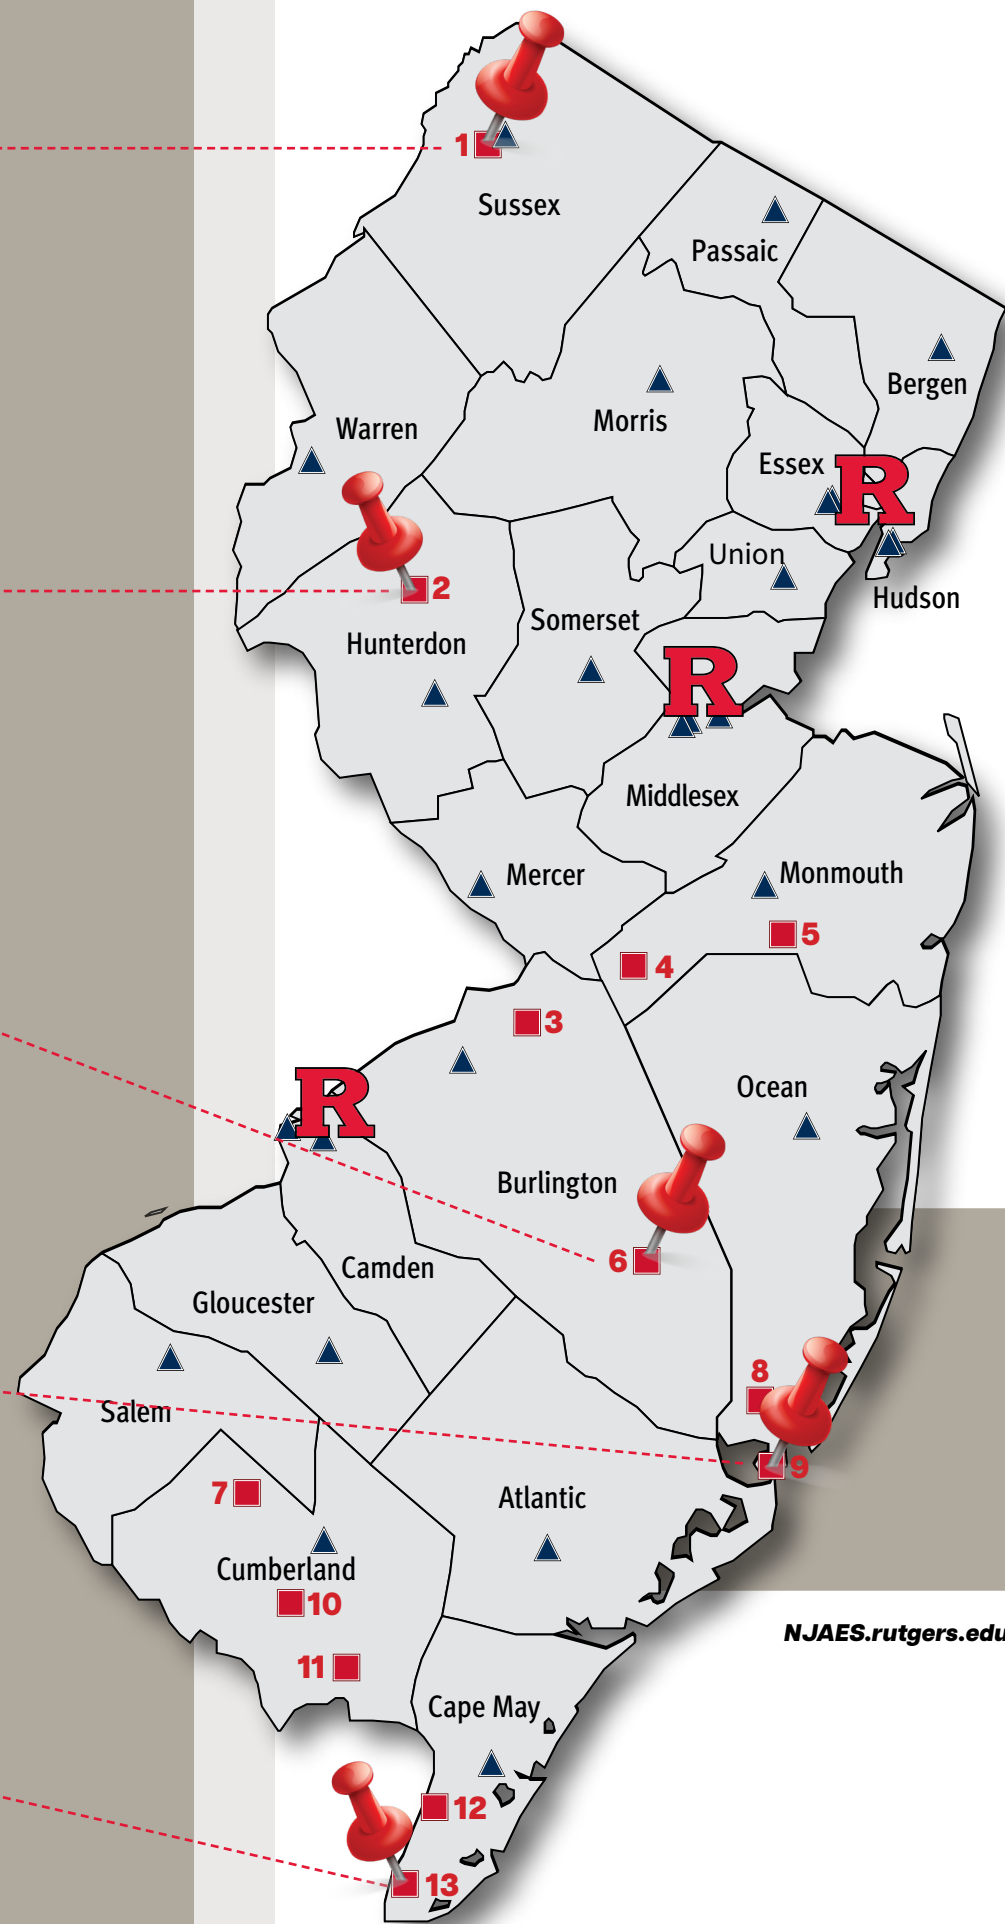 1
Sussex
Passaic
Bergen
Morris
Warren
Essex
R
Union
2
Hudson
Somerset
Hunterdon
R
Middlesex
Mercer
Monmouth
5
4
3
Ocean
R
Burlington
6
Camden
Gloucester
8
Salem
9
7
Atlantic
Cumberland
10
NJAES.rutgers.edu
11
Cape May
12
13